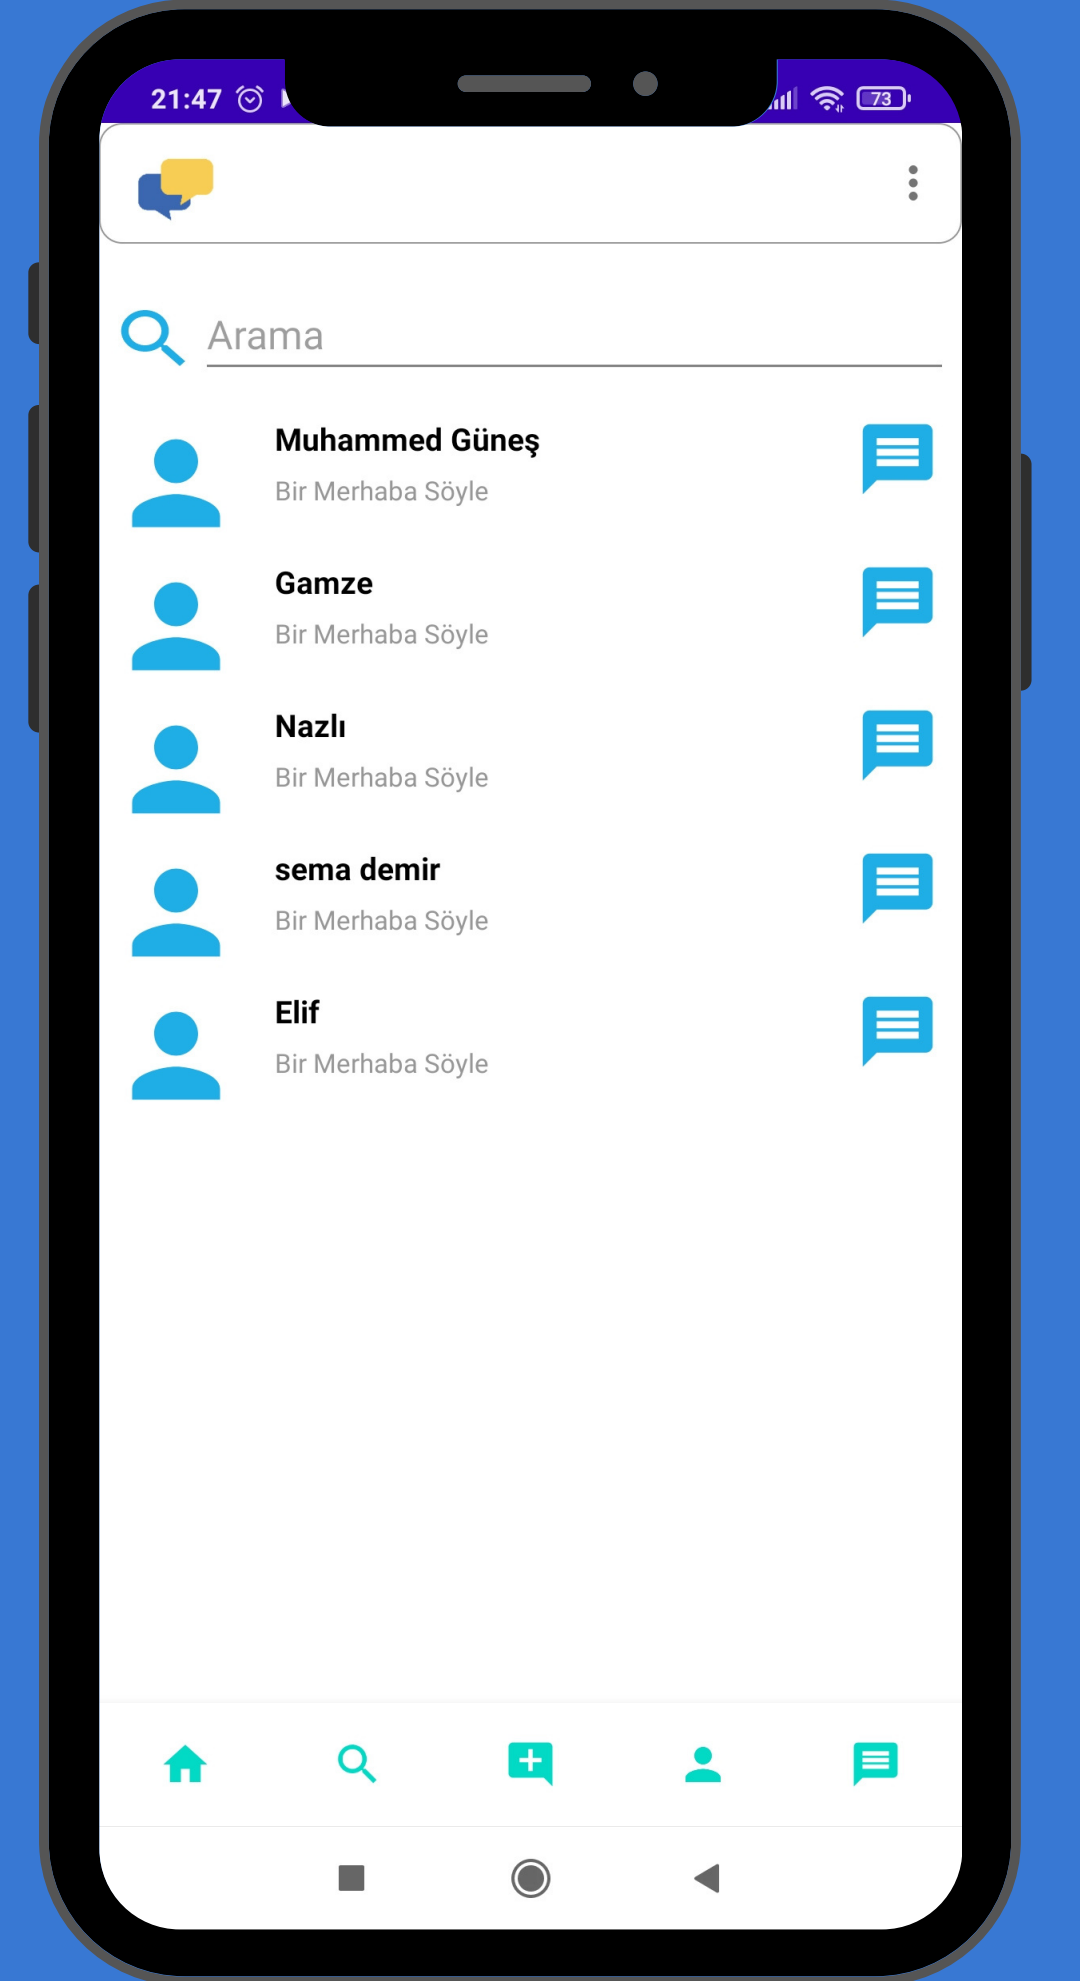 21:47
73
Arama
Muhammed Güneş
Bir Merhaba Söyle
Gamze
Bir Merhaba Söyle
Nazlı
Bir Merhaba Söyle
sema demir
Bir Merhaba Söyle
Elif
Bir Merhaba Söyle